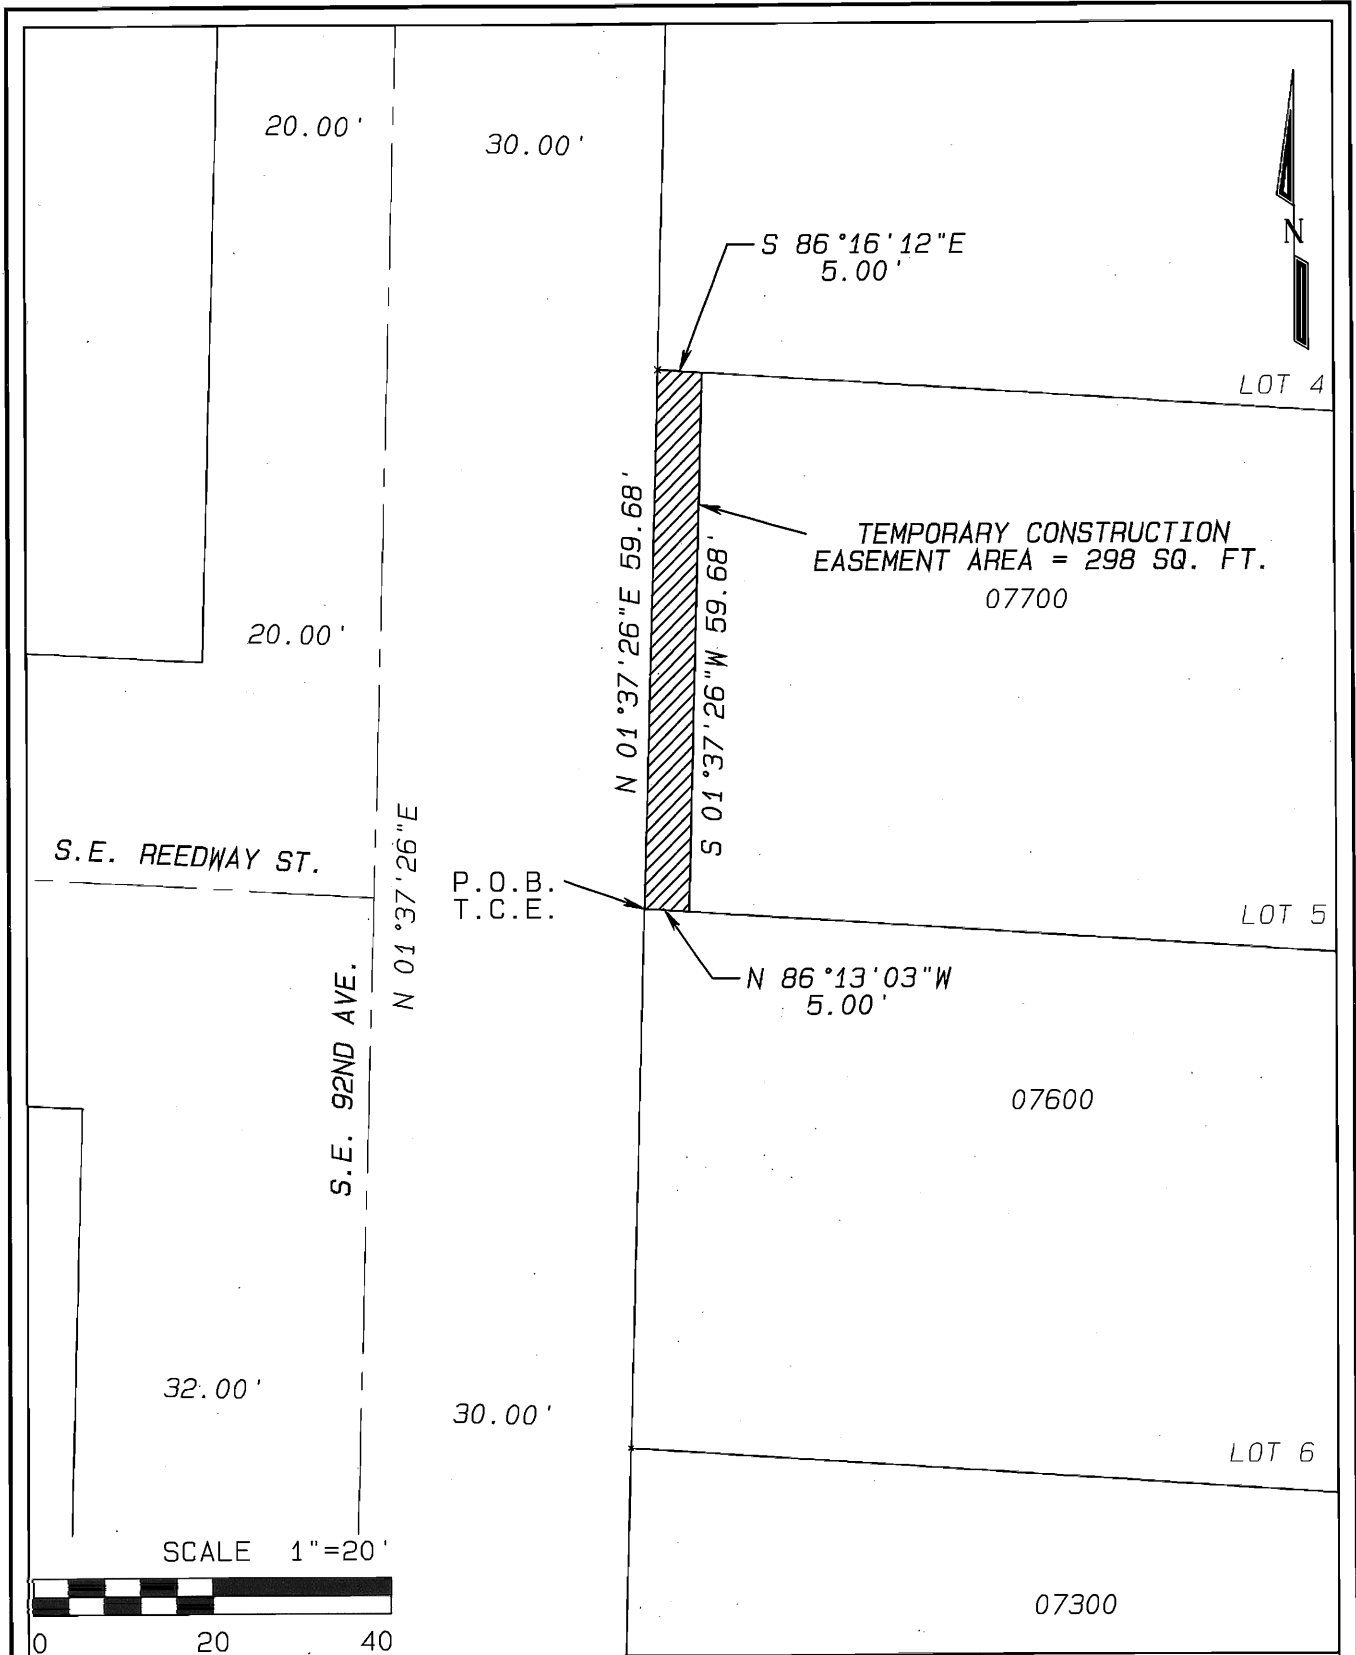 20.00'
30.00'
S 86°16'12"E
5.00'
N
LOT 4
N 01°37'26"E 59.68'
S 01°37'26"W 59.68'
TEMPORARY CONSTRUCTION
EASEMENT AREA = 298 SQ. FT.
07700
20.00'
S.E. REEDWAY ST.
N 01°37'26"E
P.O.B.
T.C.E.
LOT 5
N 86°13'03"W
5.00'
S.E. 92ND AVE.
07600
32.00'
30.00'
LOT 6
SCALE 1"=20'
0 20 40
07300